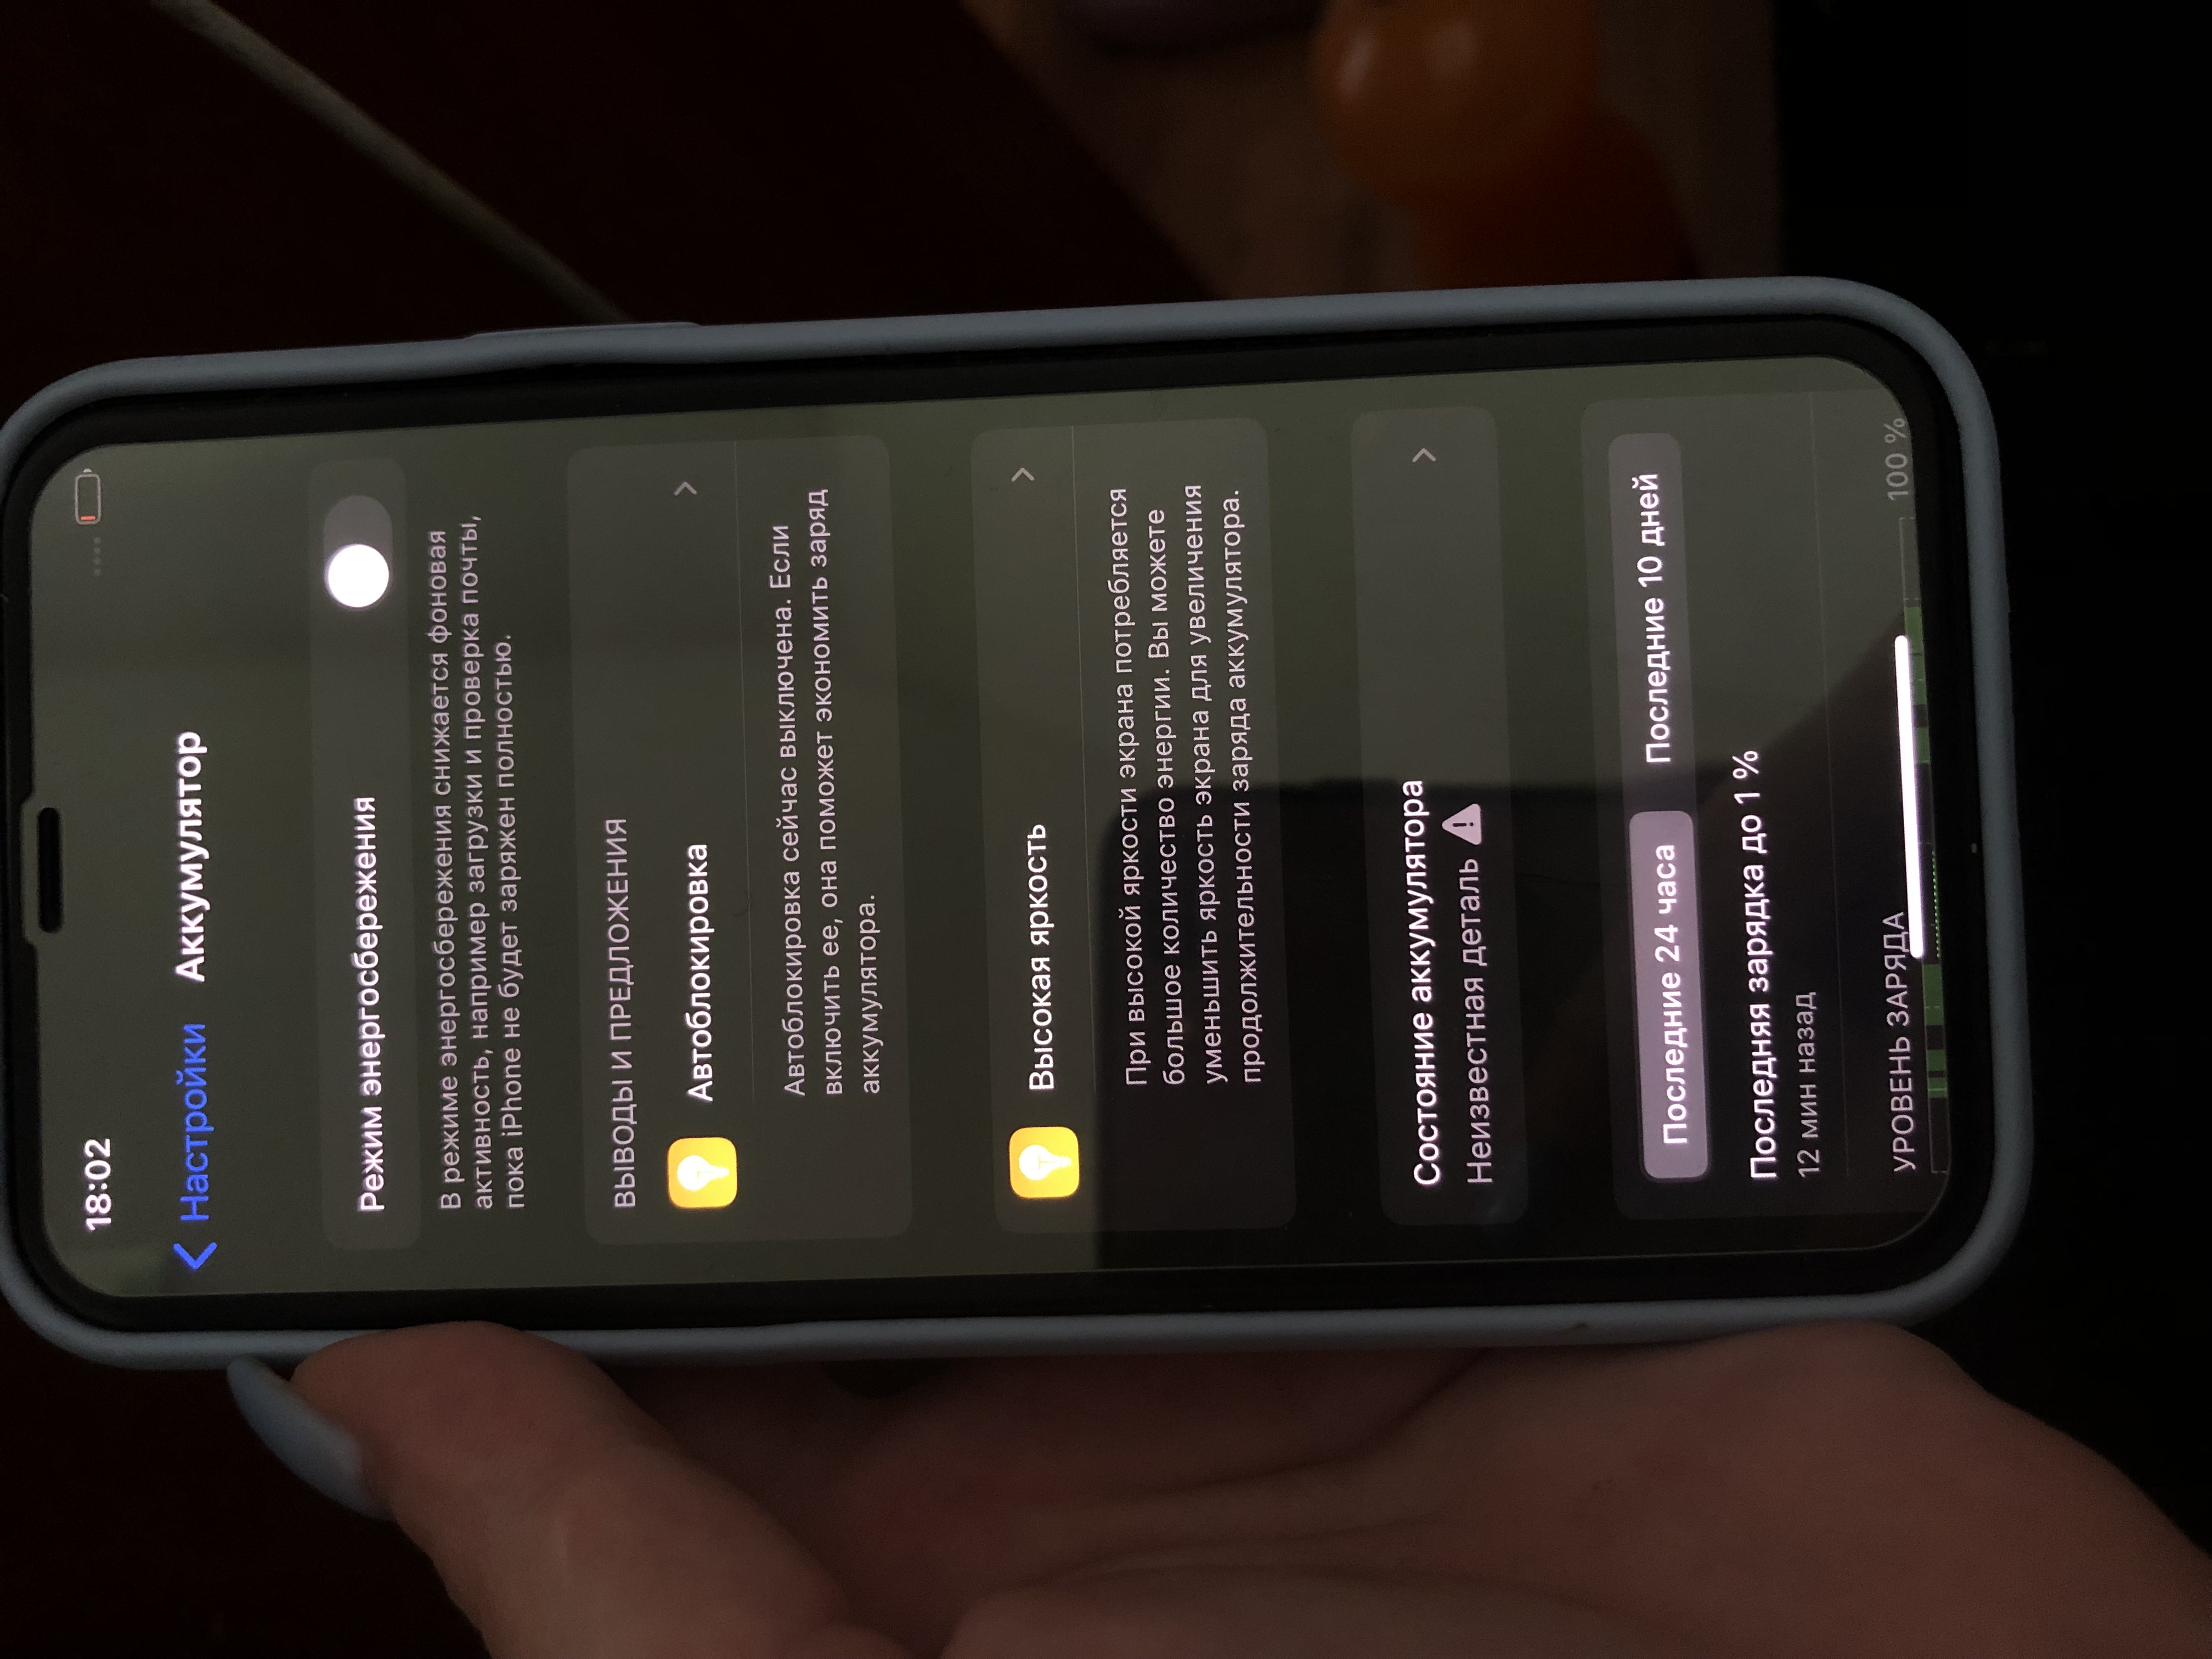 18:02
Настройки Аккумулятор
Режим энергосбережения
В режиме энергосбережения снижается фоновая
активность, например загрузки и проверка почты,
пока iPhone не будет заряжен полностью.
ВЫВОДЫ И ПРЕДЛОЖЕНИЯ
Автоблокировка
Автоблокировка сейчас выключена. Если
включить ее, она поможет экономить заряд
аккумулятора.
Высокая яркость
При высокой яркости экрана потребляется
большое количество энергии. Вы можете
уменьшить яркость экрана для увеличения
продолжительности заряда аккумулятора.
Состояние аккумулятора
Неизвестная деталь
Последние 24 часа Последние 10 дней
Последняя зарядка до 1 %
12 мин назад
УРОВЕНЬ ЗАРЯДА
100 %